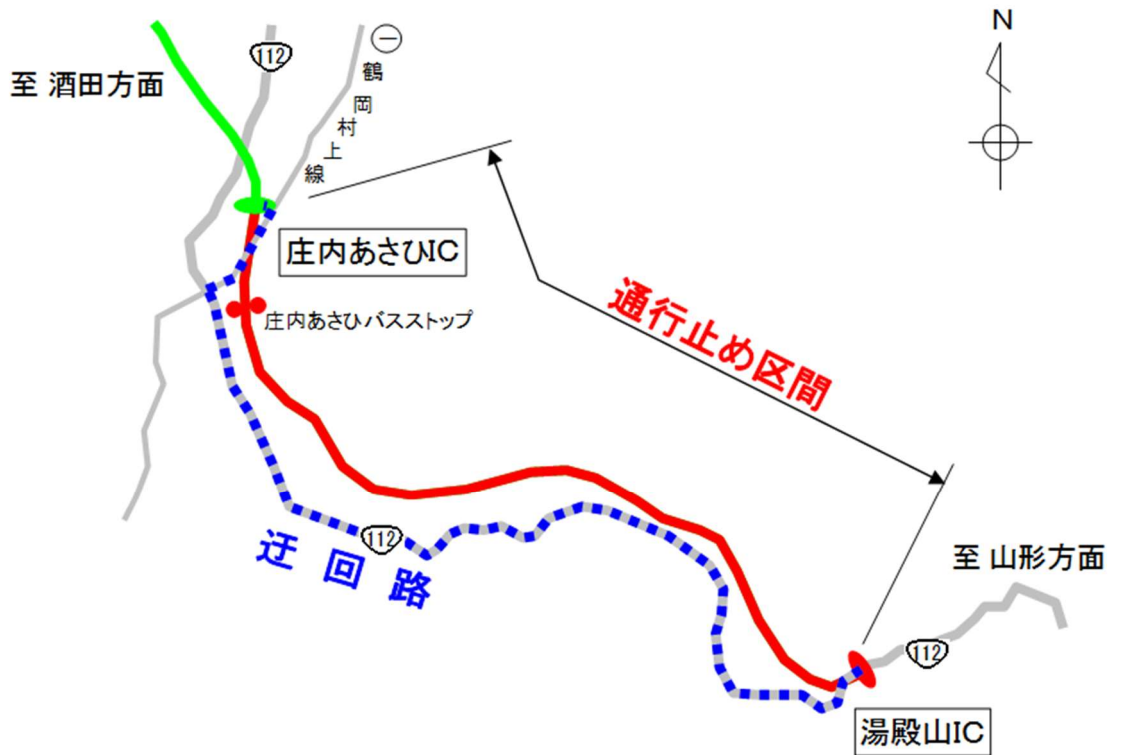 N
112
㊀鶴岡村上線
至 酒田方面
庄内あさひIC
庄内あさひバスストップ
通行止め区間
112
迂回路
至 山形方面
112
湯殿山IC